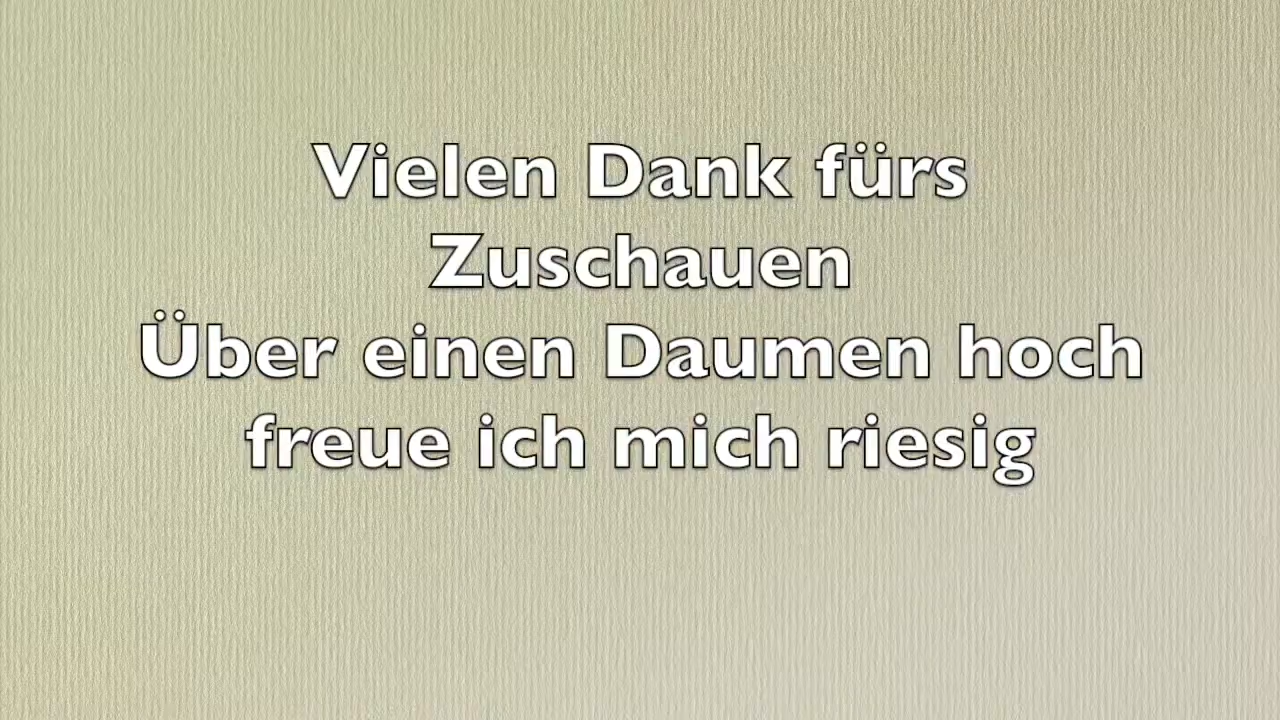 Vielen Dank fürs
Zuschauen
Über einen Daumen hoch
freue ich mich riesig